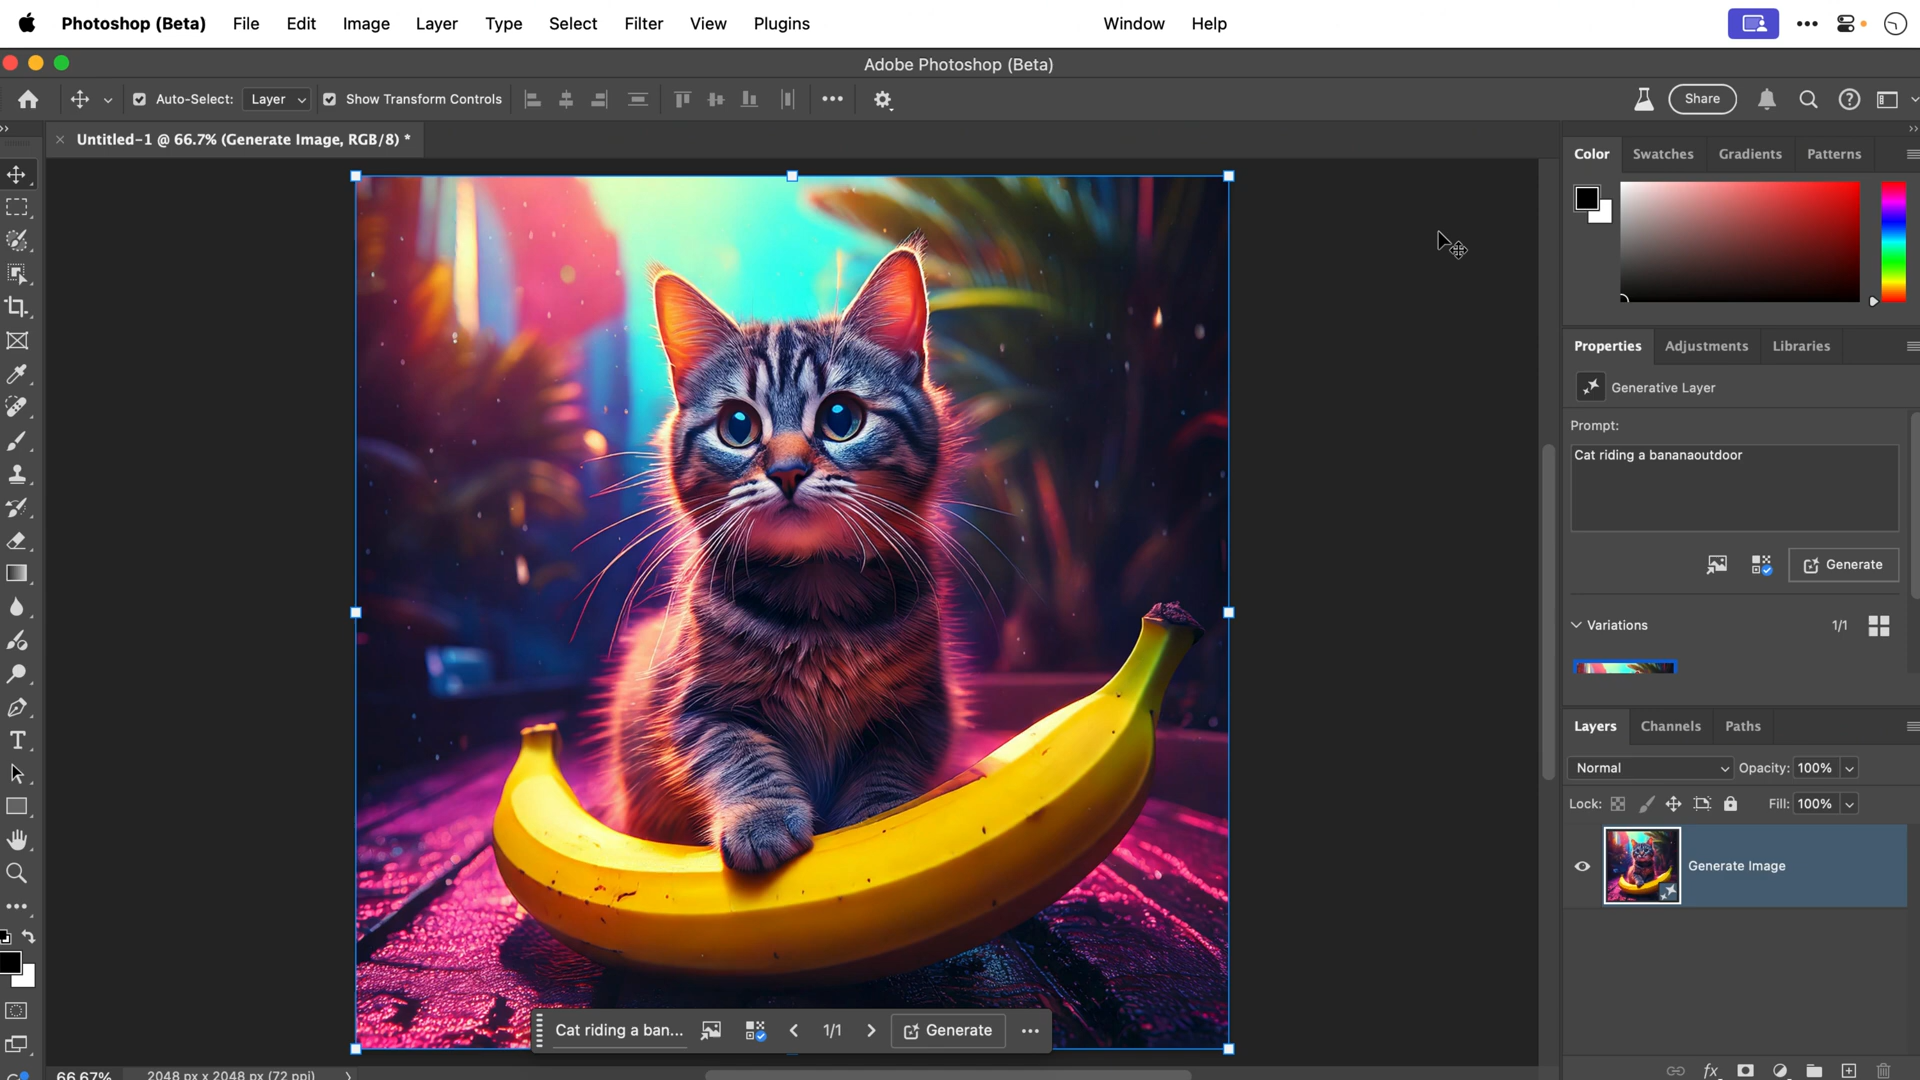 Photoshop (Beta) File Edit Image Layer Type Select Filter View Plugins Window Help
Adobe Photoshop (Beta)
Auto-Select: Layer Show Transform Controls Share
Untitled-1 @ 66.7% (Generate Image, RGB/8) *
Color Swatches Gradients Patterns
Properties Adjustments Libraries
Generative Layer
Prompt:
Cat riding a bananaoutdoor
Generate
Variations 1/1
Layers Channels Paths
Normal Opacity: 100%
Lock: Fill: 100%
Generate Image
Cat riding a ban... 1/1 Generate
66.67% 2048 px x 2048 px (72 ppi)
fx